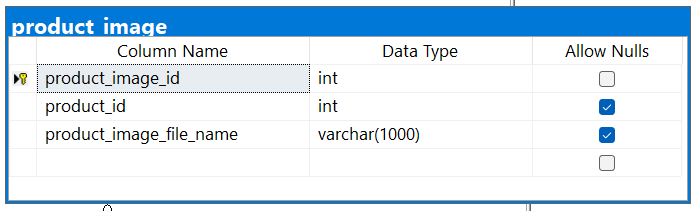 product_image
Column Name Data Type Allow Nulls
product_image_id int
product_id int
product_image_file_name varchar(1000)